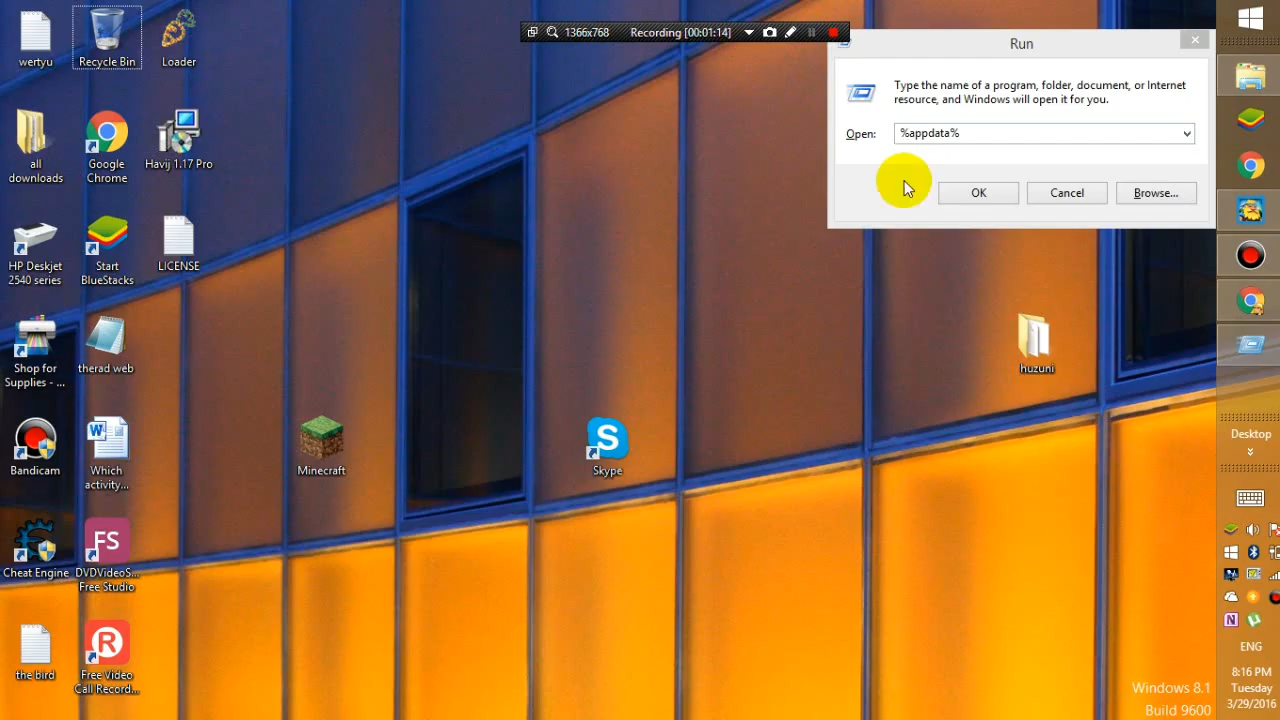 1366x768 Recording [00:01:14]
Run
Type the name of a program, folder, document, or Internet
resource, and Windows will open it for you.
Open: %appdata%
OK Cancel Browse...
wertyu
Recycle Bin
Loader
all
downloads
Google
Chrome
Havij 1.17 Pro
HP Deskjet
2540 series
Start
BlueStacks
LICENSE
Shop for
Supplies - ...
therad web
huzuni
Bandicam
Which
activity...
Minecraft
Skype
Cheat Engine
FS
DVDVideoS...
Free Studio
the bird
Free Video
Call Record...
Desktop
ENG
8:16 PM
Tuesday
3/29/2016
Windows 8.1
Build 9600